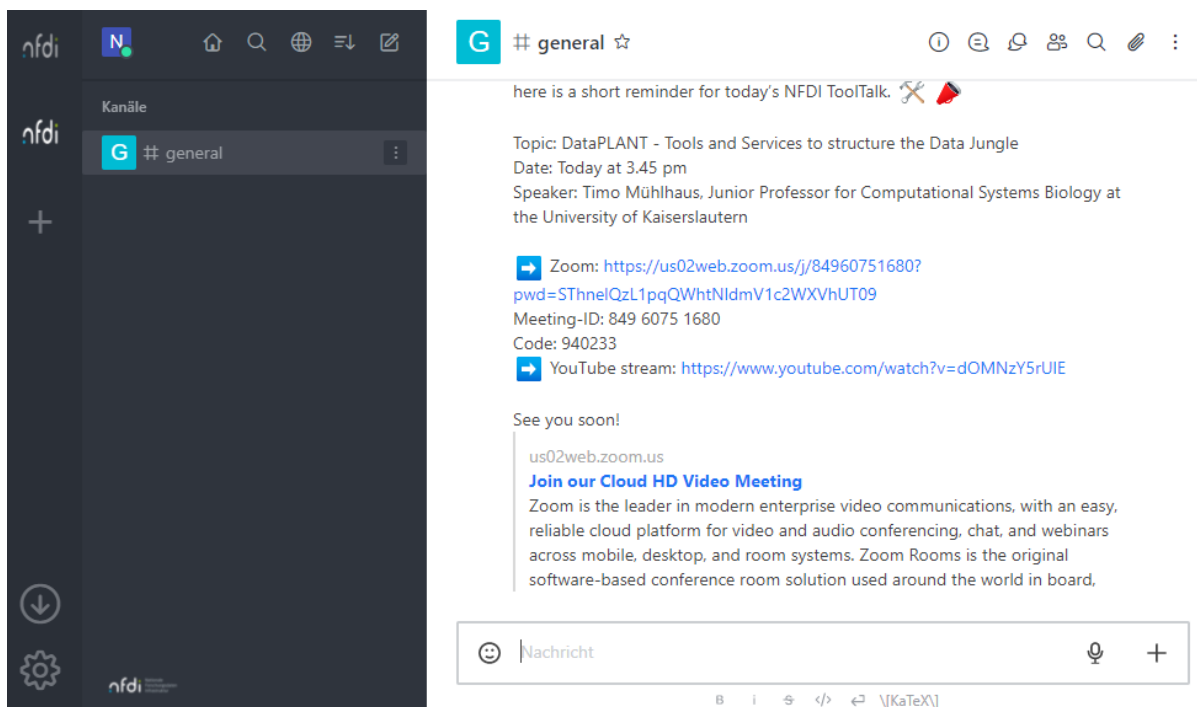 nfdi
N
G # general
here is a short reminder for today's NFDI ToolTalk.
Kanäle
nfdi
G # general
Topic: DataPLANT - Tools and Services to structure the Data Jungle
Date: Today at 3.45 pm
Speaker: Timo Mühlhaus, Junior Professor for Computational Systems Biology at
the University of Kaiserslautern
Zoom: https://us02web.zoom.us/j/84960751680?
pwd=SThnelQzL1pqQWhtNldmV1c2WXVhUT09
Meeting-ID: 849 6075 1680
Code: 940233
YouTube stream: https://www.youtube.com/watch?v=dOMNzY5rUIE
See you soon!
us02web.zoom.us
Join our Cloud HD Video Meeting
Zoom is the leader in modern enterprise video communications, with an easy,
reliable cloud platform for video and audio conferencing, chat, and webinars
across mobile, desktop, and room systems. Zoom Rooms is the original
software-based conference room solution used around the world in board,
Nachricht
nfdi
B i S </> \[KaTeX\]